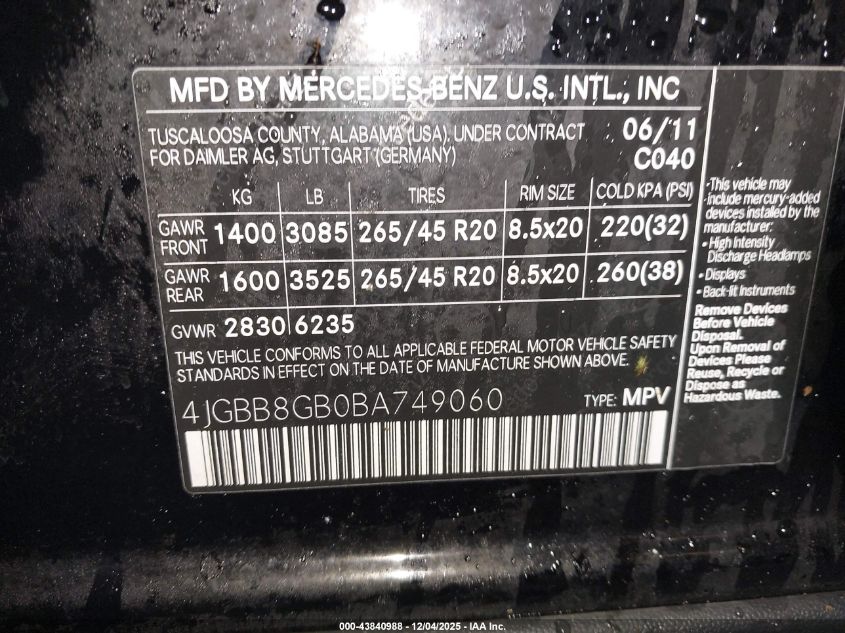 MFD BY MERCEDES-BENZ U.S. INTL., INC
TUSCALOOSA COUNTY, ALABAMA (USA), UNDER CONTRACT 06/11
FOR DAIMLER AG, STUTTGART (GERMANY) C040
KG LB TIRES RIM SIZE COLD KPA (PSI)
GAWR FRONT 1400 3085 265/45 R20 8.5x20 220(32)
GAWR REAR 1600 3525 265/45 R20 8.5x20 260(38)
GVWR 2830 6235
THIS VEHICLE CONFORMS TO ALL APPLICABLE FEDERAL MOTOR VEHICLE SAFETY
STANDARDS IN EFFECT ON THE DATE OF MANUFACTURE SHOWN ABOVE.
4JGBB8GB0BA749060 TYPE: MPV
•This vehicle may
include mercury-added
devices installed by the
manufacturer:
• High Intensity
Discharge Headlamps
• Displays
• Back-lit Instruments
Remove Devices
Before Vehicle
Disposal.
Upon Removal of
Devices Please
Reuse, Recycle or
Dispose as
Hazardous Waste.
000-43840988 - 12/04/2025 - IAA Inc.